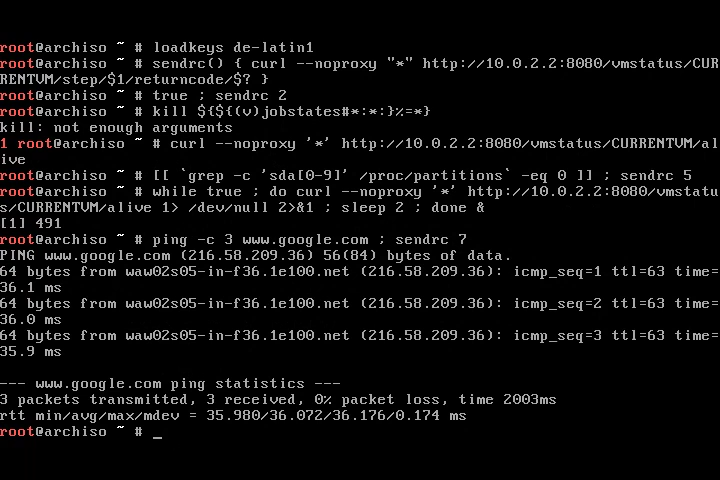 root@archiso ~ # loadkeys de-latin1
root@archiso ~ # sendrc() { curl --noproxy "*" http://10.0.2.2:8080/vmstatus/CUR
RENTVM/step/$1/returncode/$? }
root@archiso ~ # true ; sendrc 2
root@archiso ~ # kill ${${(v)jobstates#*:*:}%=*}
kill: not enough arguments
1 root@archiso ~ # curl --noproxy '*' http://10.0.2.2:8080/vmstatus/CURRENTVM/al
ive
root@archiso ~ # [[ `grep -c 'sda[0-9]' /proc/partitions` -eq 0 ]] ; sendrc 5
root@archiso ~ # while true ; do curl --noproxy '*' http://10.0.2.2:8080/vmstatu
s/CURRENTVM/alive 1> /dev/null 2>&1 ; sleep 2 ; done &
[1] 491
root@archiso ~ # ping -c 3 www.google.com ; sendrc 7
PING www.google.com (216.58.209.36) 56(84) bytes of data.
64 bytes from waw02s05-in-f36.1e100.net (216.58.209.36): icmp_seq=1 ttl=63 time=
36.1 ms
64 bytes from waw02s05-in-f36.1e100.net (216.58.209.36): icmp_seq=2 ttl=63 time=
36.0 ms
64 bytes from waw02s05-in-f36.1e100.net (216.58.209.36): icmp_seq=3 ttl=63 time=
35.9 ms
--- www.google.com ping statistics ---
3 packets transmitted, 3 received, 0% packet loss, time 2003ms
rtt min/avg/max/mdev = 35.980/36.072/36.176/0.174 ms
root@archiso ~ # _